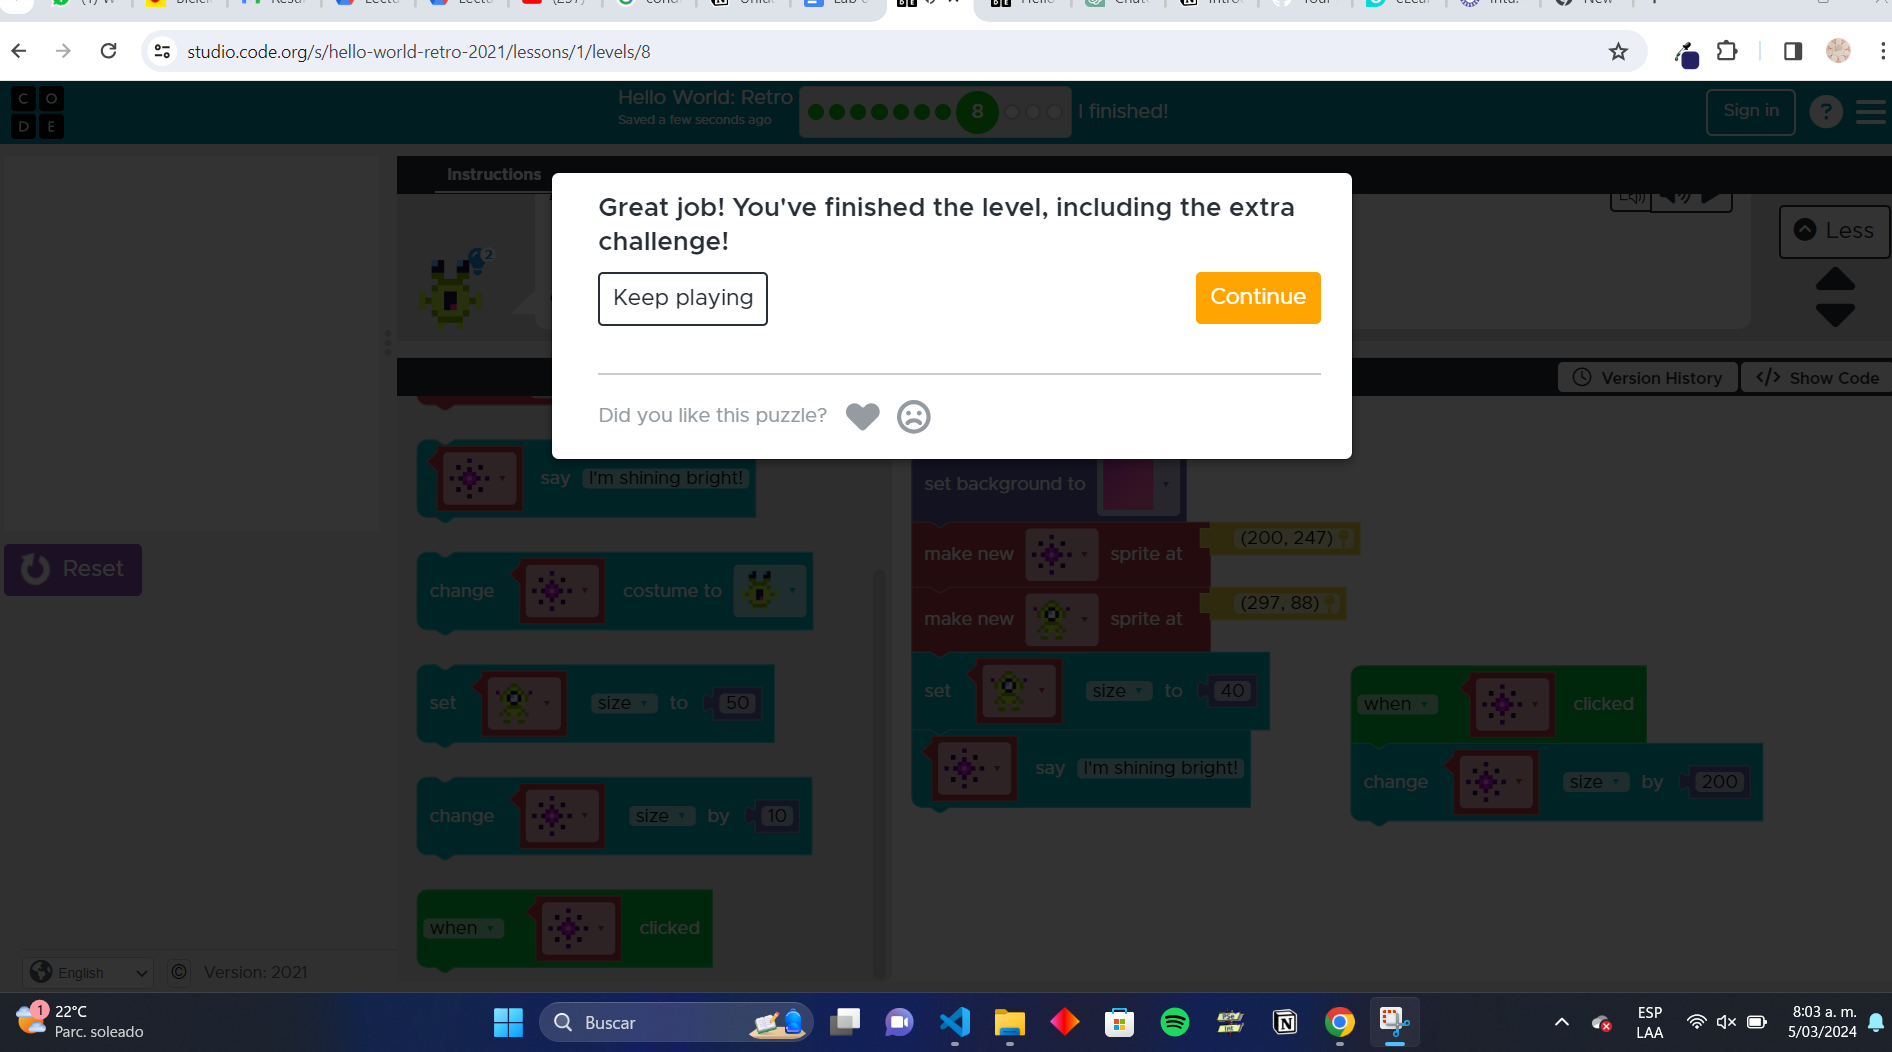 studio.code.org/s/hello-world-retro-2021/lessons/1/levels/8
C O
D E
Hello World: Retro
Saved a few seconds ago
8
I finished!
Sign in
?
Instructions
2
Less
Great job! You've finished the level, including the extra
challenge!
Keep playing
Continue
Did you like this puzzle?
Version History
</> Show Code
Reset
say I'm shining bright!
change costume to
set size to 50
change size by 10
when clicked
set background to
make new sprite at (200, 247)
make new sprite at (297, 88)
set size to 40
say I'm shining bright!
when clicked
change size by 200
English
© Version: 2021
1
22°C
Parc. soleado
Buscar
ESP
LAA
8:03 a. m.
5/03/2024